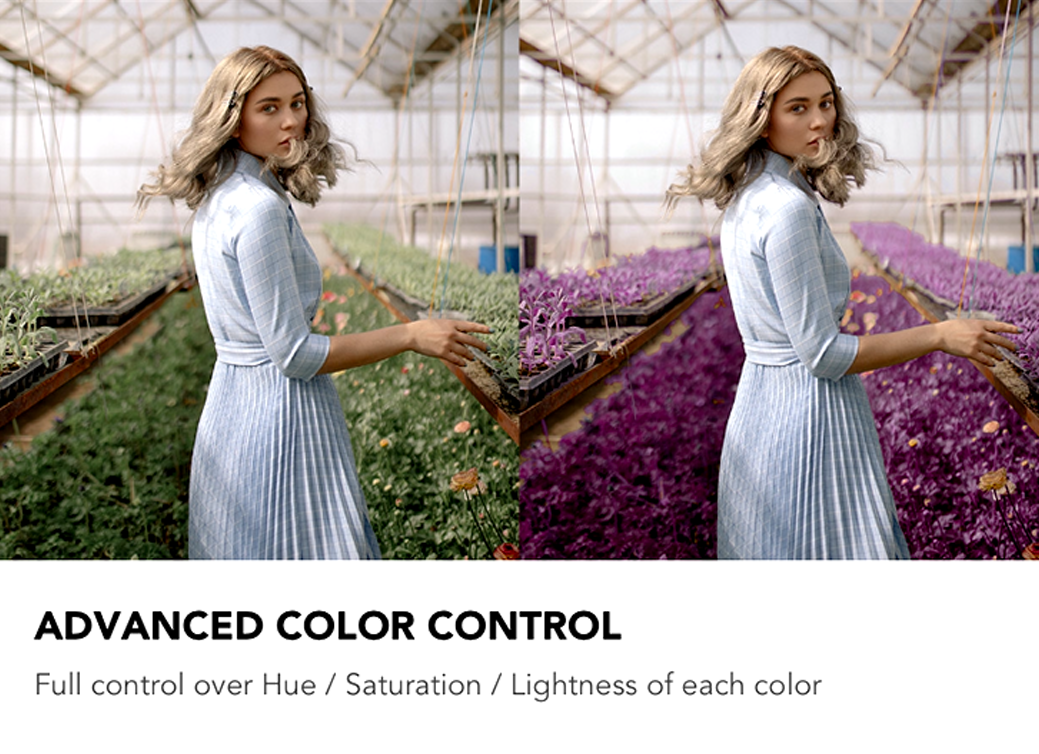 ADVANCED COLOR CONTROL
Full control over Hue / Saturation / Lightness of each color